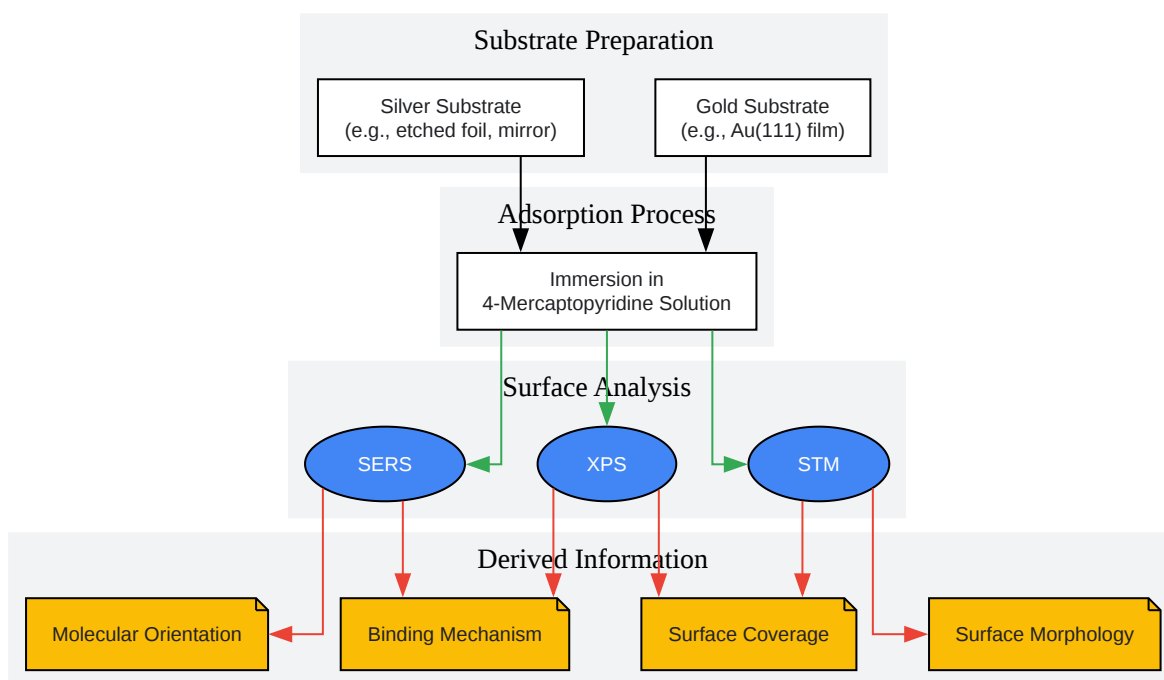 Substrate Preparation
Silver Substrate
(e.g., etched foil, mirror)
Gold Substrate
(e.g., Au(111) film)
Adsorption Process
Immersion in
4-Mercaptopyridine Solution
Surface Analysis
SERS
XPS
STM
Derived Information
Molecular Orientation
Binding Mechanism
Surface Coverage
Surface Morphology